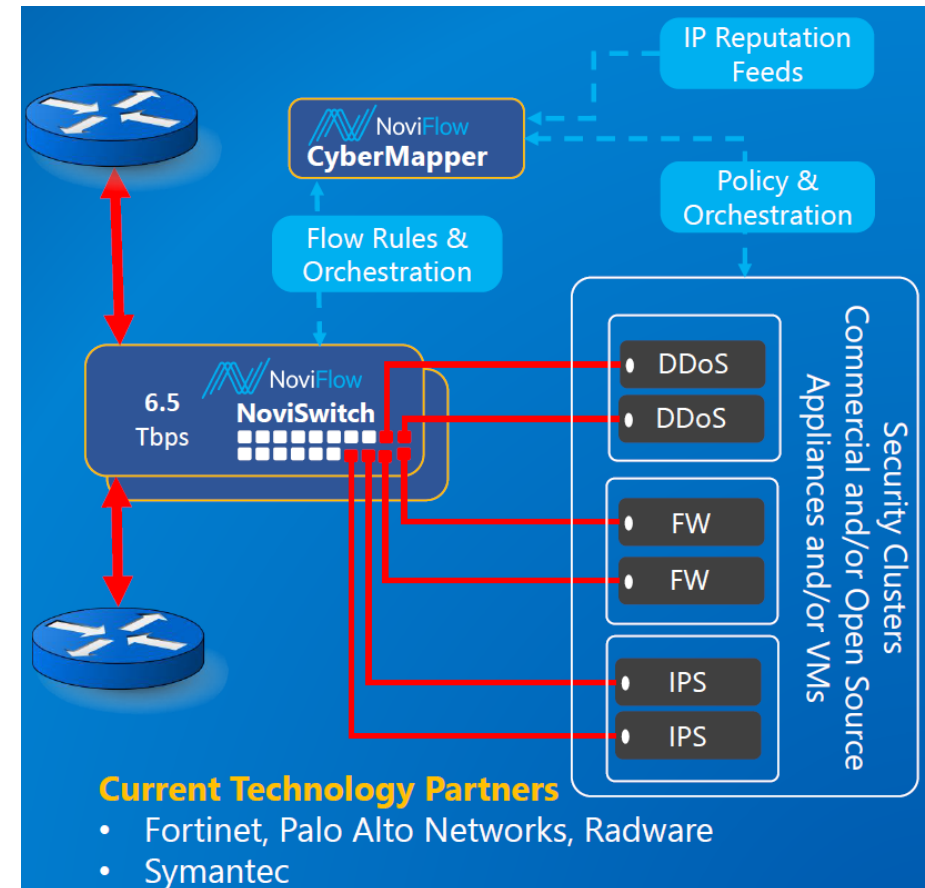 IP Reputation
Feeds
NoviFlow
CyberMapper
Policy &
Orchestration
Flow Rules &
Orchestration
6.5
Tbps
NoviFlow
NoviSwitch
DDoS
DDoS
FW
FW
IPS
IPS
Security Clusters
Commercial and/or Open Source
Appliances and/or VMs
Current Technology Partners
• Fortinet, Palo Alto Networks, Radware
• Symantec